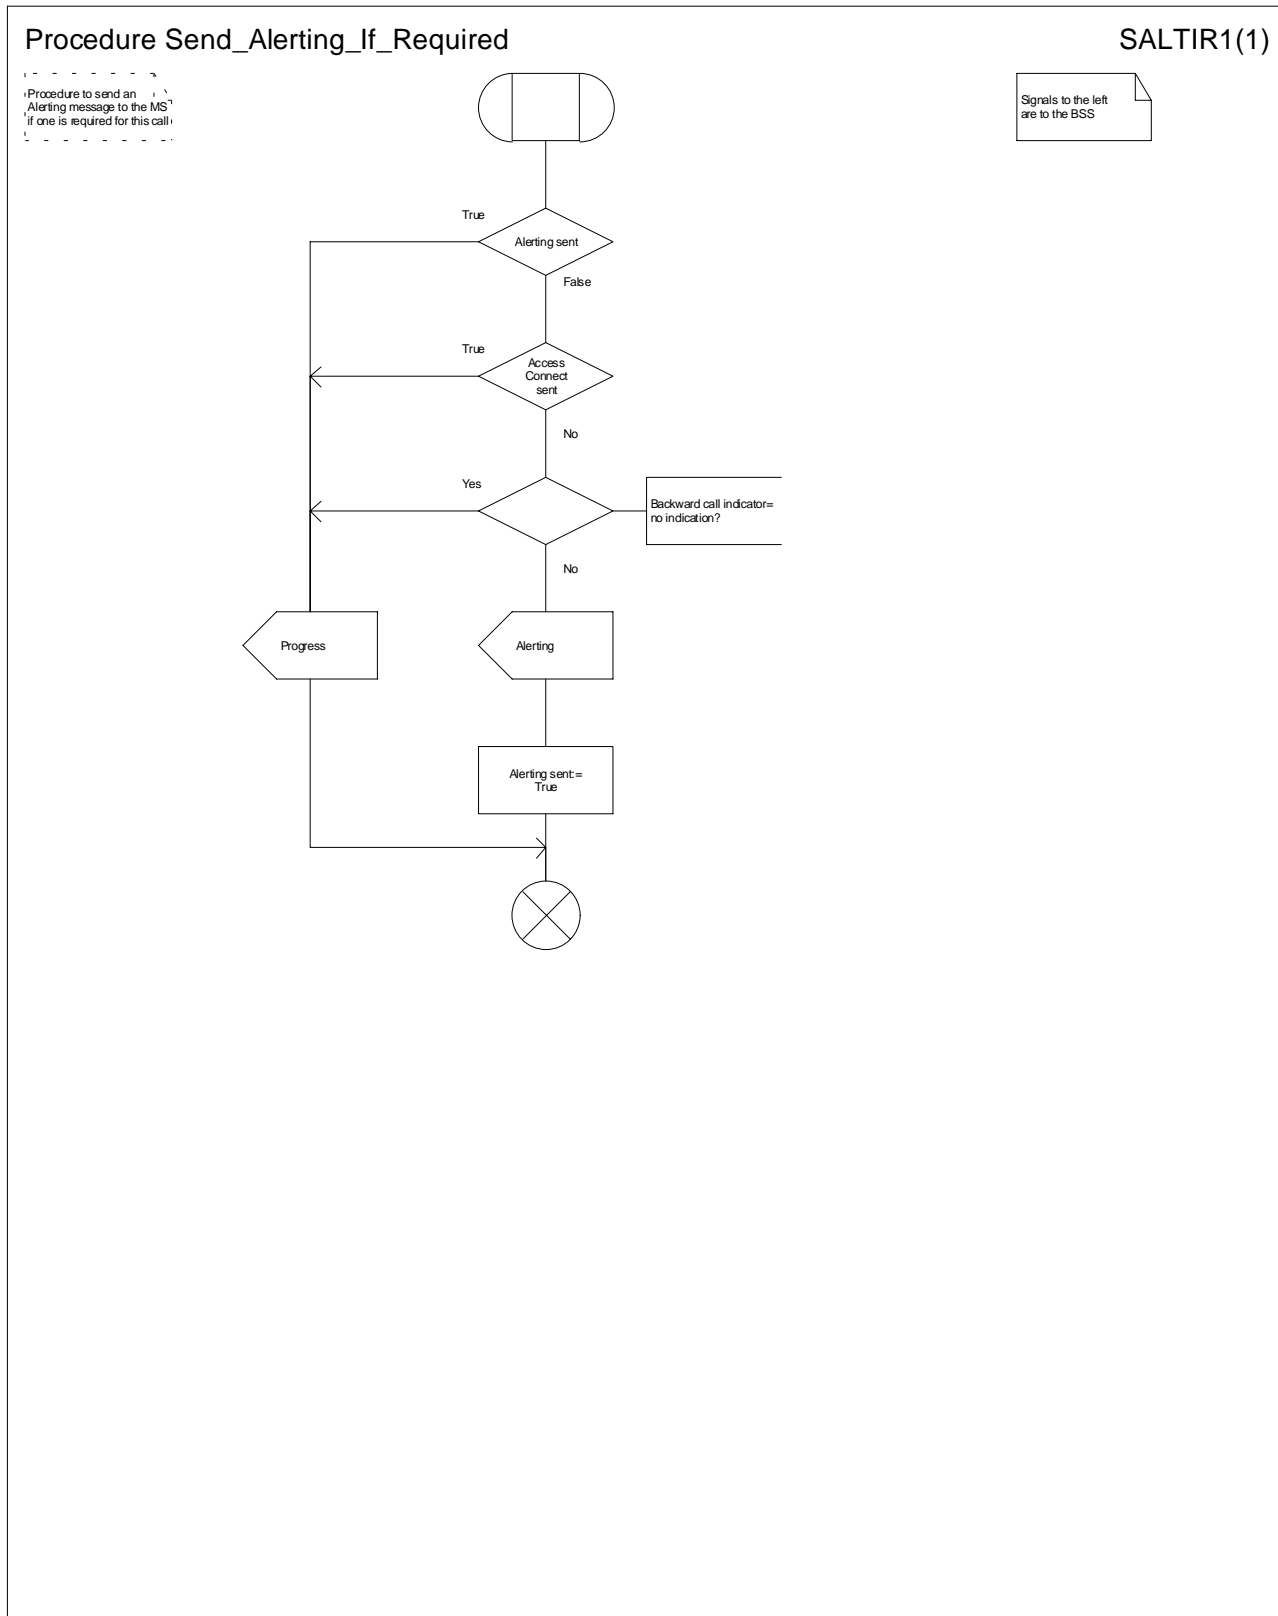 Procedure Send_Alerting_If_Required
SALTIR1(1)
Procedure to send an
Alerting message to the MS
if one is required for this call
Signals to the left
are to the BSS
True
Alerting sent
False
True
Access
Connect
sent
No
Yes
Backward call indicator=
no indication?
No
Progress
Alerting
Alerting sent:=
True